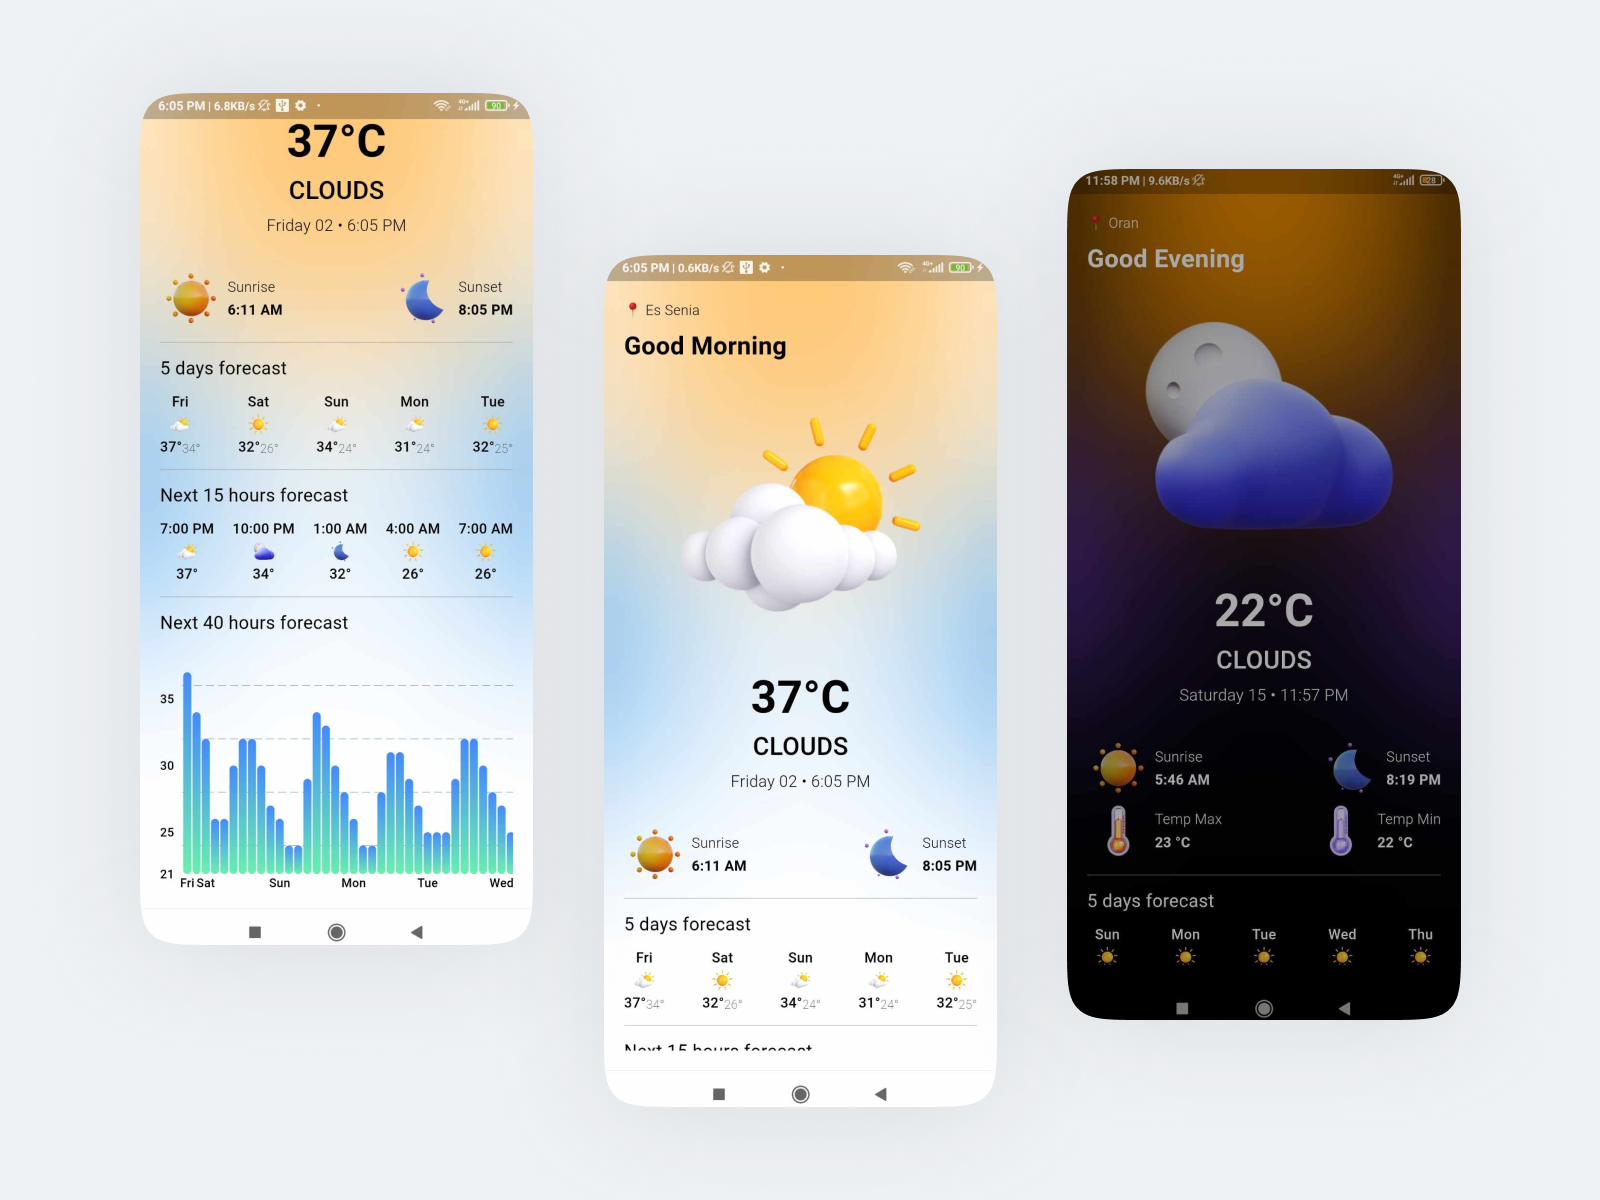 6:05 PM | 6.8KB/s 4G+ 90
37°C
CLOUDS
Friday 02 • 6:05 PM
Sunrise
6:11 AM
Sunset
8:05 PM
5 days forecast
Fri Sat Sun Mon Tue
37°34° 32°26° 34°24° 31°24° 32°25°
Next 15 hours forecast
7:00 PM 10:00 PM 1:00 AM 4:00 AM 7:00 AM
37° 34° 32° 26° 26°
Next 40 hours forecast
35
30
25
21
Fri Sat Sun Mon Tue Wed
6:05 PM | 0.6KB/s 4G+ 90
Es Senia
Good Morning
37°C
CLOUDS
Friday 02 • 6:05 PM
Sunrise
6:11 AM
Sunset
8:05 PM
5 days forecast
Fri Sat Sun Mon Tue
37°34° 32°26° 34°24° 31°24° 32°25°
Next 15 hours forecast
11:58 PM | 9.6KB/s 4G+ 28
Oran
Good Evening
22°C
CLOUDS
Saturday 15 • 11:57 PM
Sunrise
5:46 AM
Sunset
8:19 PM
Temp Max
23 °C
Temp Min
22 °C
5 days forecast
Sun Mon Tue Wed Thu